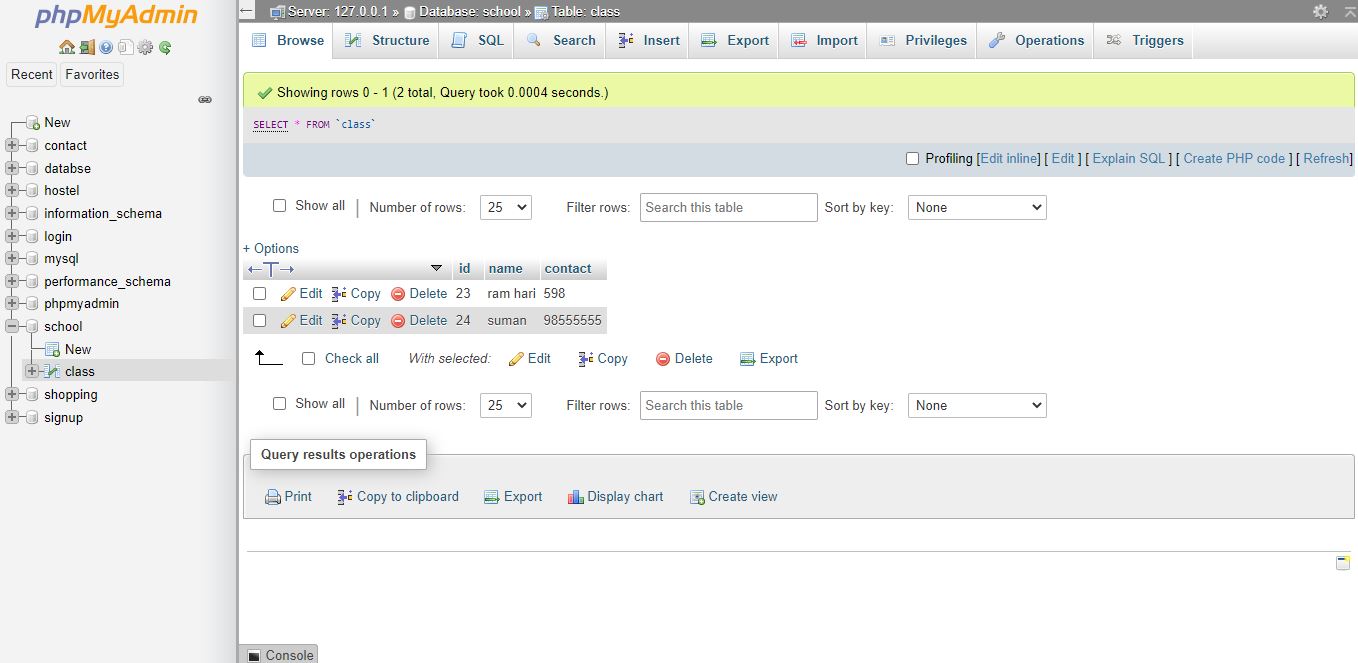 phpMyAdmin
Recent Favorites
New
contact
databse
hostel
information_schema
login
mysql
performance_schema
phpmyadmin
school
New
class
shopping
signup
Server: 127.0.0.1 » Database: school » Table: class
Browse Structure SQL Search Insert Export Import Privileges Operations Triggers
Showing rows 0 - 1 (2 total, Query took 0.0004 seconds.)
SELECT * FROM `class`
Profiling [Edit inline] [ Edit ] [ Explain SQL ] [ Create PHP code ] [ Refresh]
Show all | Number of rows: 25 Filter rows: Search this table Sort by key: None
+ Options
←T→ id name contact
Edit Copy Delete 23 ram hari 598
Edit Copy Delete 24 suman 98555555
Check all With selected: Edit Copy Delete Export
Show all | Number of rows: 25 Filter rows: Search this table Sort by key: None
Query results operations
Print Copy to clipboard Export Display chart Create view
Console